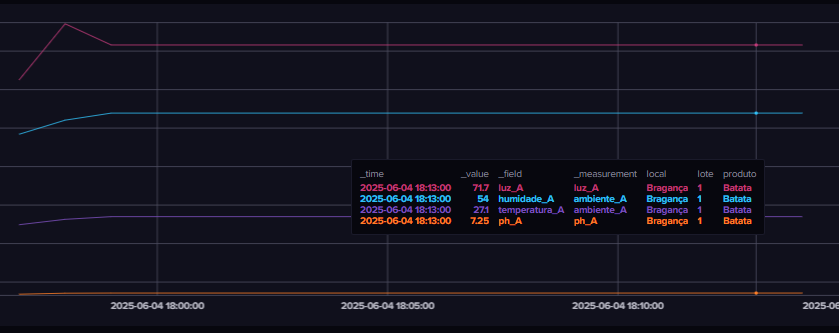 _time _value _field _measurement local lote produto
2025-06-04 18:13:00 71.7 luz_A luz_A Bragança 1 Batata
2025-06-04 18:13:00 54 humidade_A ambiente_A Bragança 1 Batata
2025-06-04 18:13:00 27.1 temperatura_A ambiente_A Bragança 1 Batata
2025-06-04 18:13:00 7.25 ph_A ph_A Bragança 1 Batata
2025-06-04 18:00:00 2025-06-04 18:05:00 2025-06-04 18:10:00 2025-06